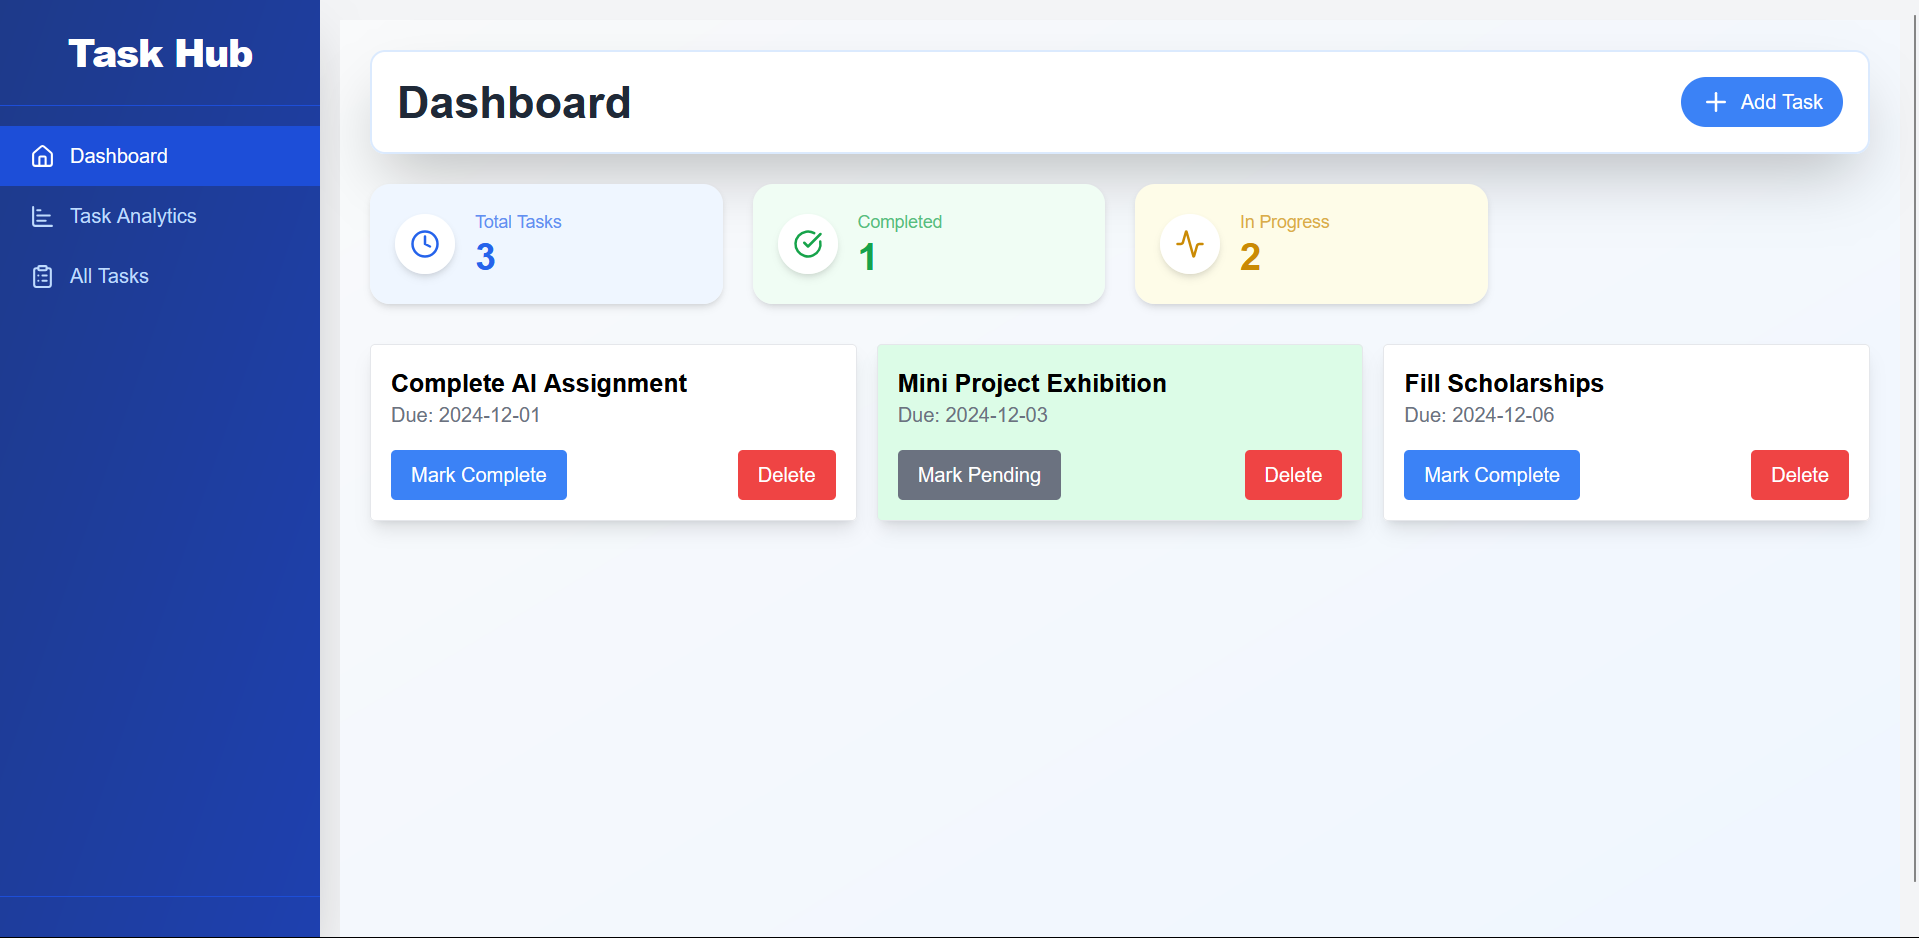 Task Hub
Dashboard
Task Analytics
All Tasks
Dashboard
Add Task
Total Tasks
3
Completed
1
In Progress
2
Complete AI Assignment
Due: 2024-12-01
Mark Complete
Delete
Mini Project Exhibition
Due: 2024-12-03
Mark Pending
Delete
Fill Scholarships
Due: 2024-12-06
Mark Complete
Delete